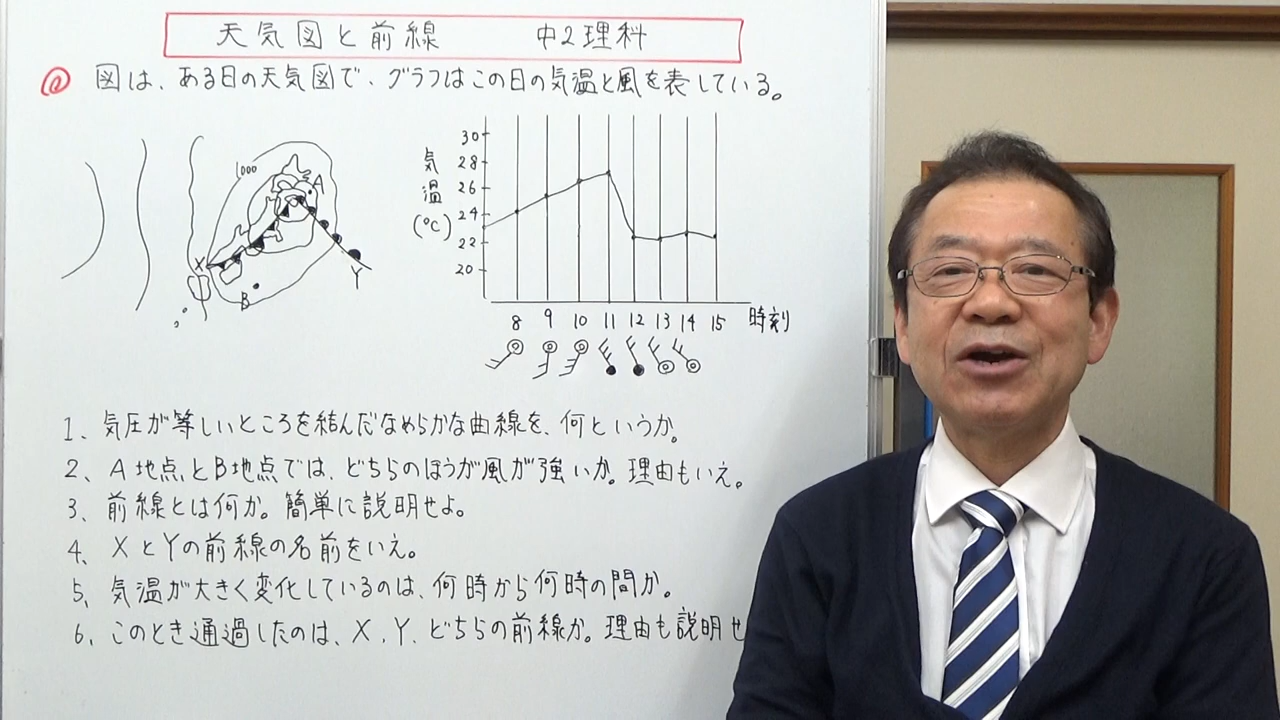 天気図と前線 中2理科
@ 図は、ある日の天気図で、グラフはこの日の気温と風を表している。
1000
A
X
B
Y
気温(℃)
30
28
26
24
22
20
8 9 10 11 12 13 14 15 時刻
1、気圧が等しいところを結んだなめらかな曲線を、何というか。
2、A地点とB地点では、どちらのほうが風が強いか。理由もいえ。
3、前線とは何か。簡単に説明せよ。
4、XとYの前線の名前をいえ。
5、気温が大きく変化しているのは、何時から何時の間か。
6、このとき通過したのは、X、Y、どちらの前線か。理由も説明せ